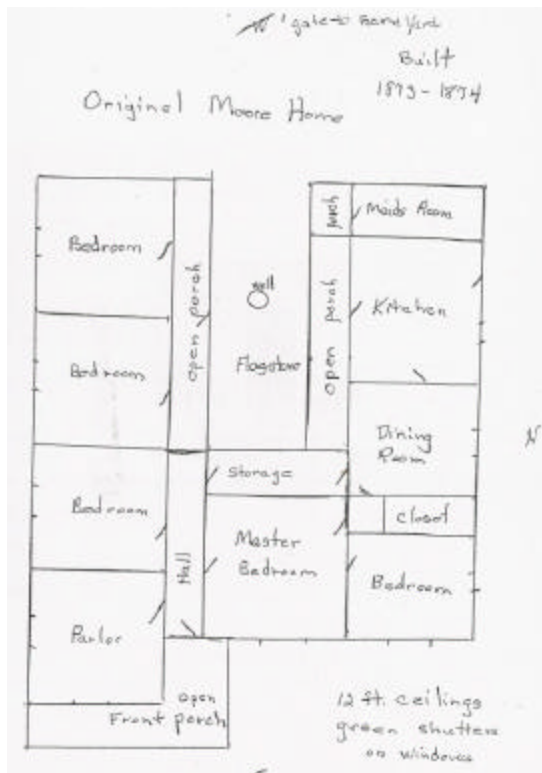 gate to Barn Yard
Built
1873-1874
Original Moore Home
porch
Maids Room
Bedroom
open porch
well
open porch
Kitchen
Bedroom
Flagstone
Dining
Room
N
Storage
Bedroom
closet
Master
Bedroom
Hall
Bedroom
Parlor
open
Front porch
12 ft. ceilings
green shutters
on windows